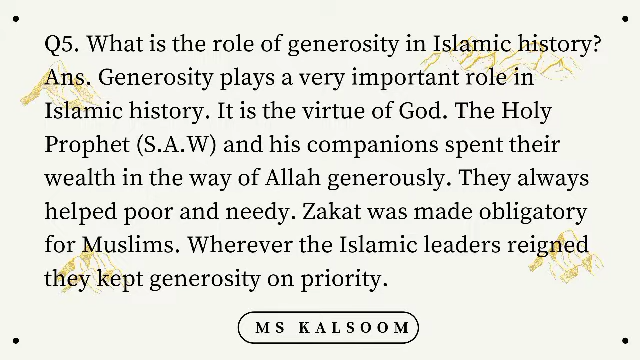 Q5. What is the role of generosity in Islamic history?
Ans. Generosity plays a very important role in
Islamic history. It is the virtue of God. The Holy
Prophet (S.A.W) and his companions spent their
wealth in the way of Allah generously. They always
helped poor and needy. Zakat was made obligatory
for Muslims. Wherever the Islamic leaders reigned
they kept generosity on priority.
MS KALSOOM